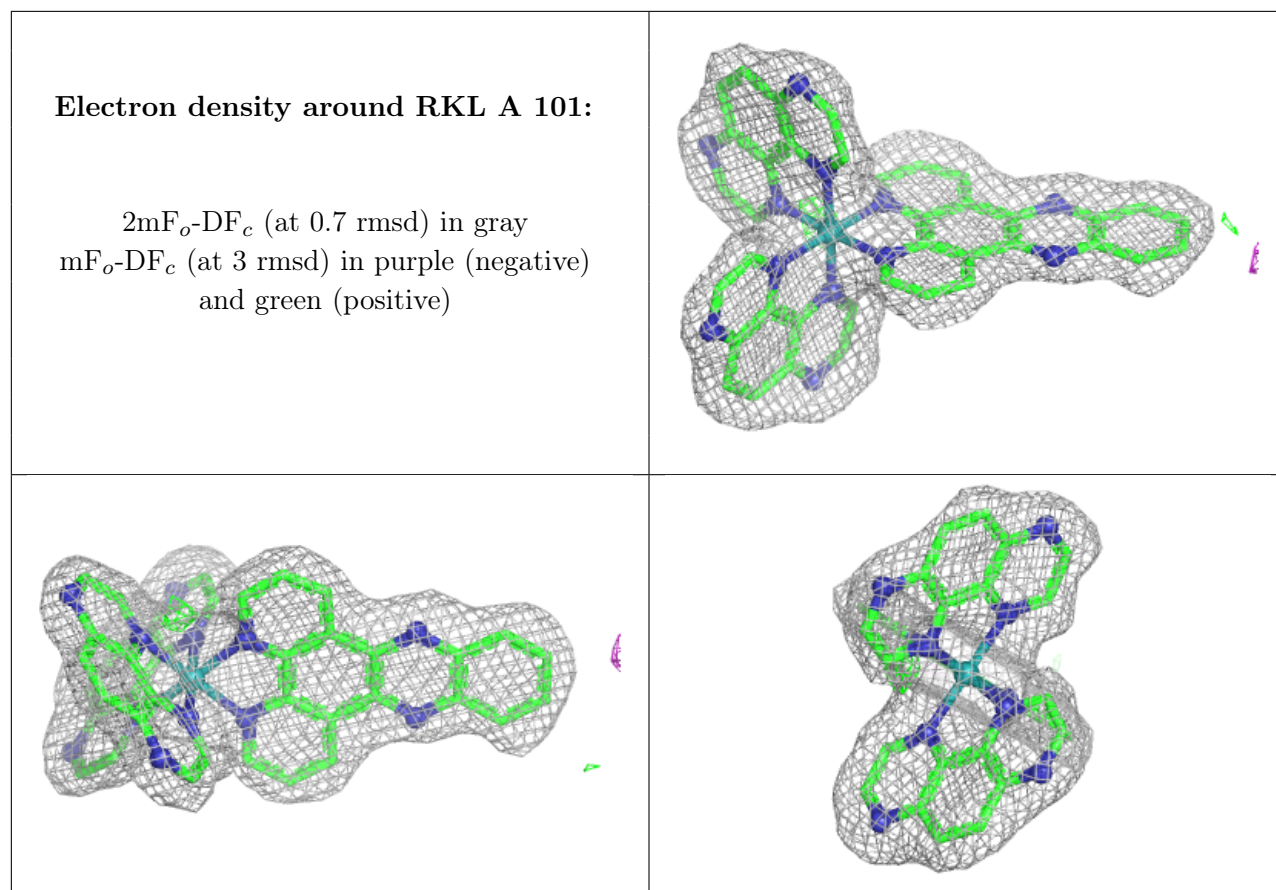 Electron density around RKL A 101:
2mFo-DFc (at 0.7 rmsd) in gray
mFo-DFc (at 3 rmsd) in purple (negative)
and green (positive)